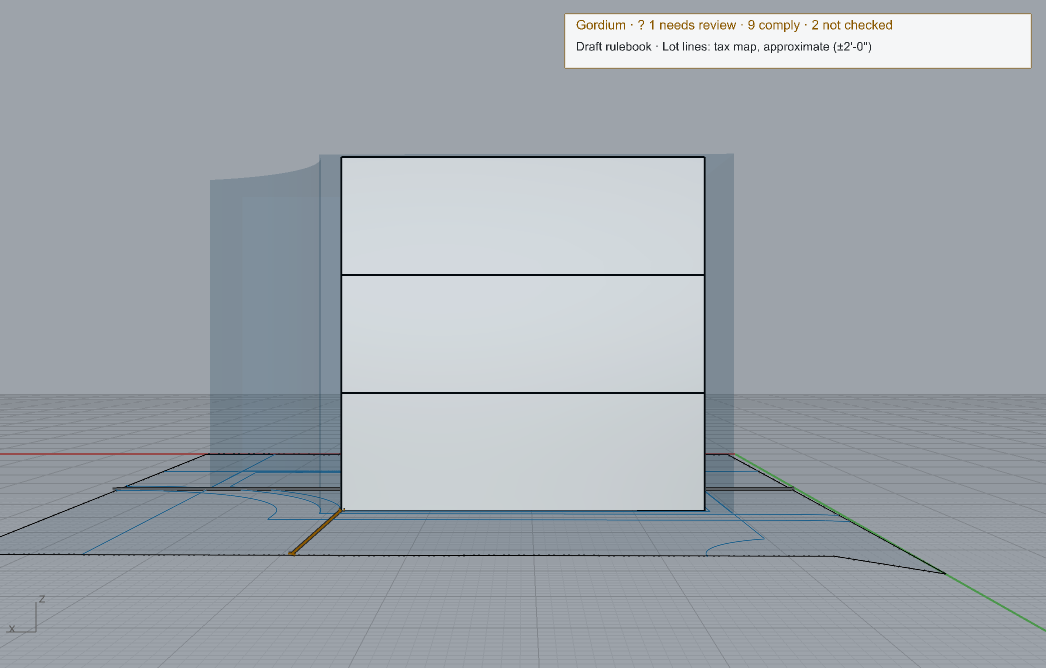 Gordium · ? 1 needs review · 9 comply · 2 not checked
Draft rulebook · Lot lines: tax map, approximate (±2'-0")
z
x